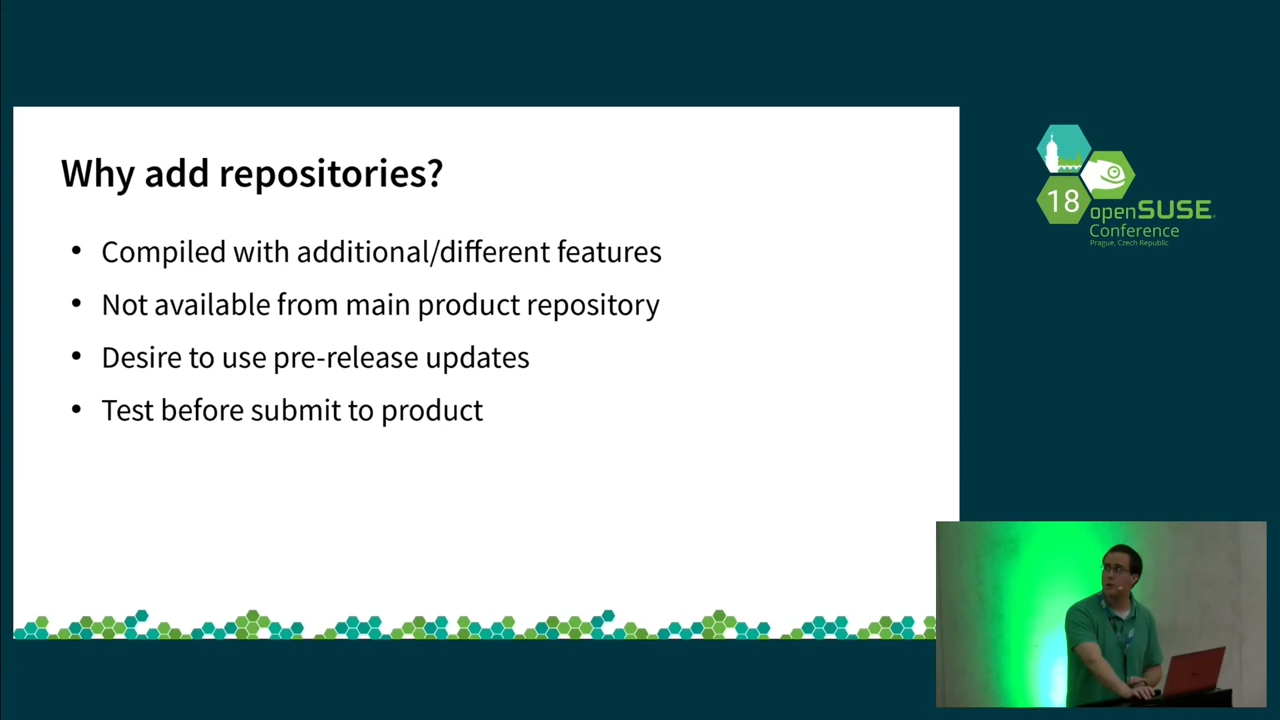 Why add repositories?
• Compiled with additional/different features
• Not available from main product repository
• Desire to use pre-release updates
• Test before submit to product
18
openSUSE
Conference
Prague, Czech Republic